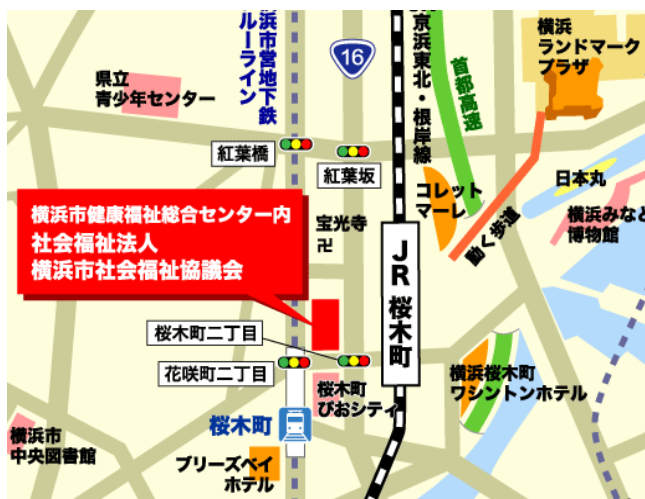 横浜市営地下鉄
ブルーライン
16
京浜東北・根岸線
首都高速
横浜
ランドマーク
プラザ
県立
青少年センター
紅葉橋
紅葉坂
コレット
マーレ
動く歩道
日本丸
横浜みなと
博物館
横浜市健康福祉総合センター内
社会福祉法人
横浜市社会福祉協議会
宝光寺
卍
JR桜木町
桜木町二丁目
花咲町二丁目
桜木町
ぴおシティ
横浜桜木町
ワシントンホテル
桜木町
横浜市
中央図書館
ブリーズベイ
ホテル